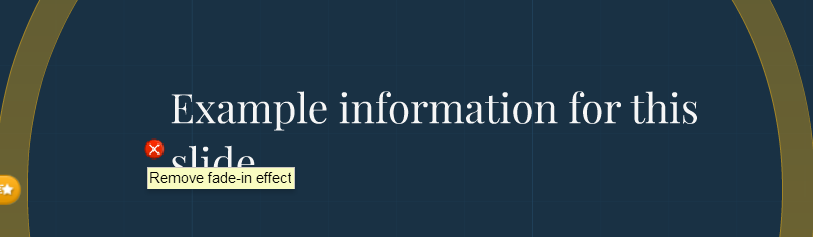 Example information for this
slide
Remove fade-in effect